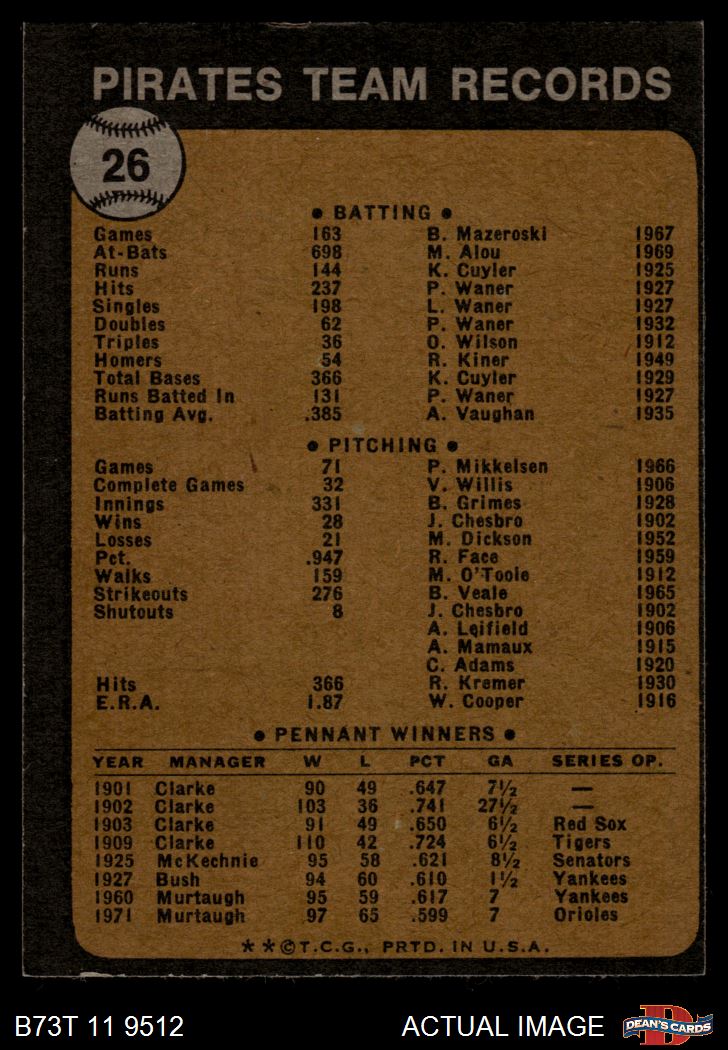 PIRATES TEAM RECORDS
26
● BATTING ●
Games 163 B. Mazeroski 1967
At-Bats 698 M. Alou 1969
Runs 144 K. Cuyler 1925
Hits 237 P. Waner 1927
Singles 198 L. Waner 1927
Doubles 62 P. Waner 1932
Triples 36 O. Wilson 1912
Homers 54 R. Kiner 1949
Total Bases 366 K. Cuyler 1929
Runs Batted In 131 P. Waner 1927
Batting Avg. .385 A. Vaughan 1935
● PITCHING ●
Games 71 P. Mikkelsen 1966
Complete Games 32 V. Willis 1906
Innings 331 B. Grimes 1928
Wins 28 J. Chesbro 1902
Losses 21 M. Dickson 1952
Pct. .947 R. Face 1959
Walks 159 M. O'Toole 1912
Strikeouts 276 B. Veale 1965
Shutouts 8 J. Chesbro 1902
A. Leifield 1906
A. Mamaux 1915
C. Adams 1920
Hits 366 R. Kremer 1930
E.R.A. 1.87 W. Cooper 1916
● PENNANT WINNERS ●
YEAR MANAGER W L PCT GA SERIES OP.
1901 Clarke 90 49 .647 7½ —
1902 Clarke 103 36 .741 27½ —
1903 Clarke 91 49 .650 6½ Red Sox
1909 Clarke 110 42 .724 6½ Tigers
1925 McKechnie 95 58 .621 8½ Senators
1927 Bush 94 60 .610 1½ Yankees
1960 Murtaugh 95 59 .617 7 Yankees
1971 Murtaugh 97 65 .599 7 Orioles
* * © T.C.G., PRTD. IN U.S.A.
B73T 11 9512 ACTUAL IMAGE D DEAN'S CARDS